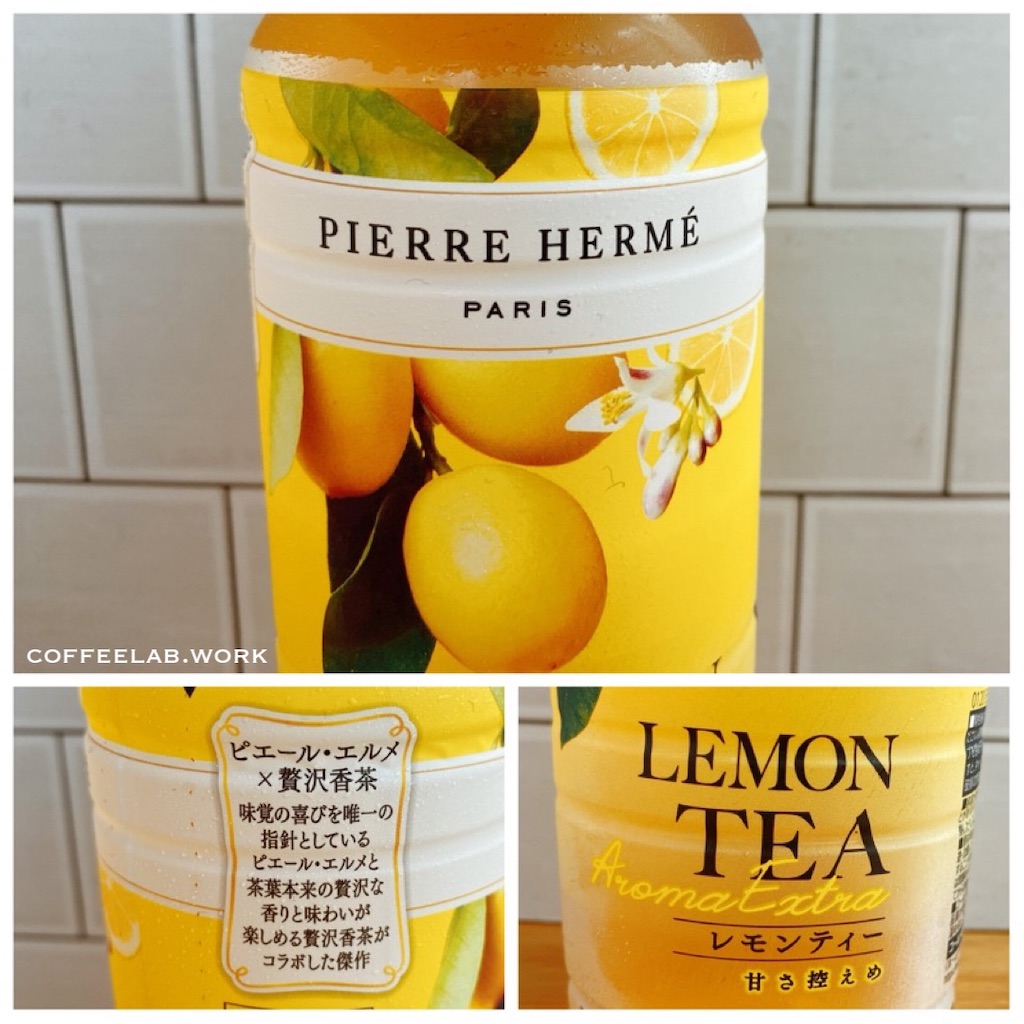 PIERRE HERMÉ
PARIS
COFFEELAB.WORK
ピエール・エルメ
×贅沢香茶
味覚の喜びを唯一の
指針としている
ピエール・エルメと
茶葉本来の贅沢な
香りと味わいが
楽しめる贅沢香茶が
コラボした傑作
LEMON
TEA
Aroma Extra
レモンティー
甘さ控えめ